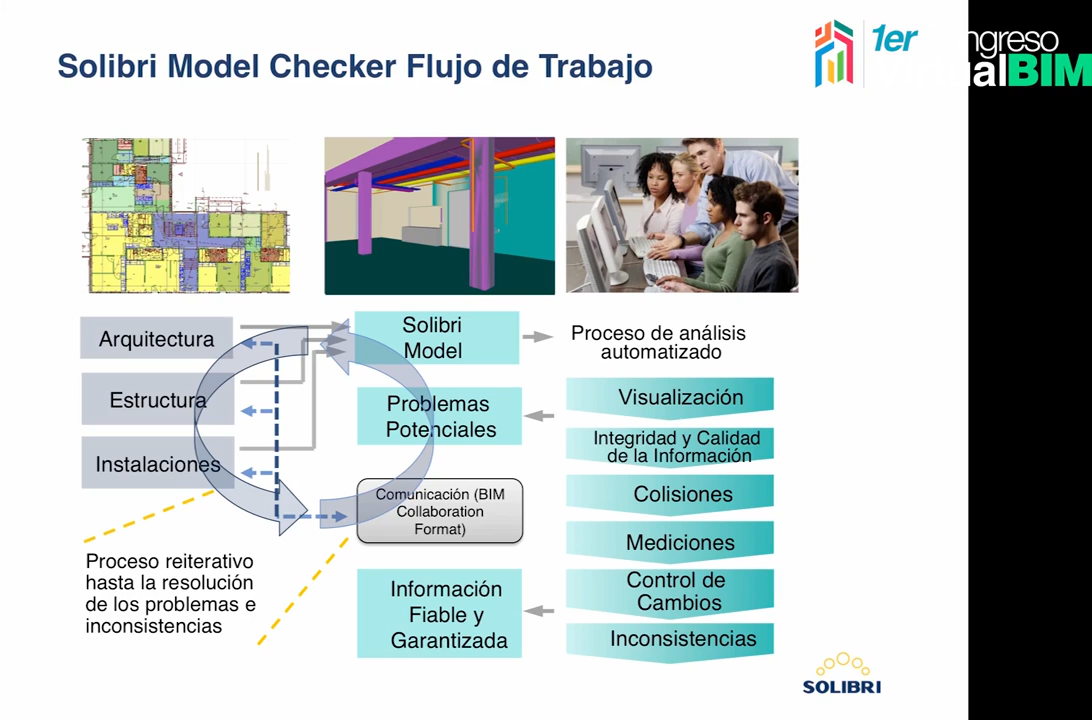 Solibri Model Checker Flujo de Trabajo
1er
ngreso
ualBIM
Arquitectura
Estructura
Instalaciones
Solibri
Model
Problemas
Potenciales
Comunicación (BIM
Collaboration
Format)
Información
Fiable y
Garantizada
Proceso de análisis
automatizado
Visualización
Integridad y Calidad
de la Información
Colisiones
Mediciones
Control de
Cambios
Inconsistencias
Proceso reiterativo
hasta la resolución
de los problemas e
inconsistencias
SOLIBRI